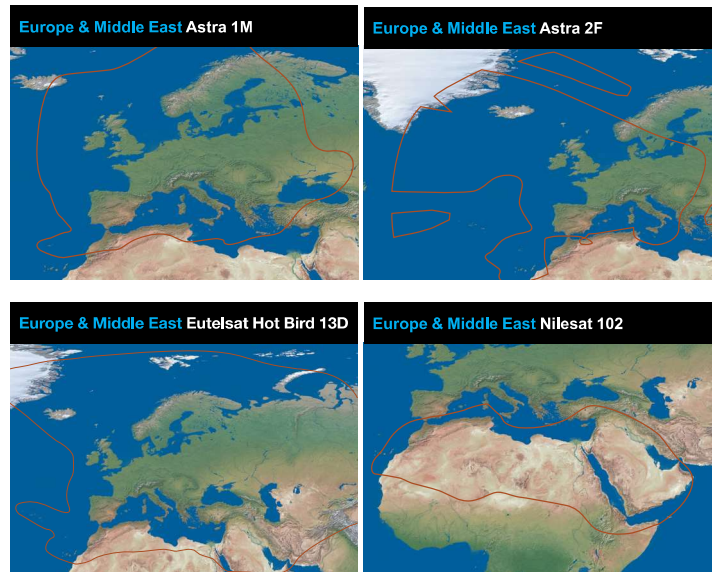 Europe & Middle East Astra 1M
Europe & Middle East Astra 2F
Europe & Middle East Eutelsat Hot Bird 13D
Europe & Middle East Nilesat 102